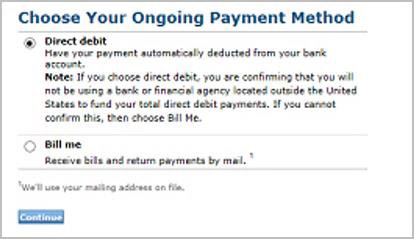 Choose Your Ongoing Payment Method
Direct debit
Have your payment automatically deducted from your bank
account.
Note: If you choose direct debit, you are confirming that you will
not be using a bank or financial agency located outside the United
States to fund your total direct debit payments. If you cannot
confirm this, then choose Bill Me.
Bill me
Receive bills and return payments by mail. 1
1We'll use your mailing address on file.
Continue